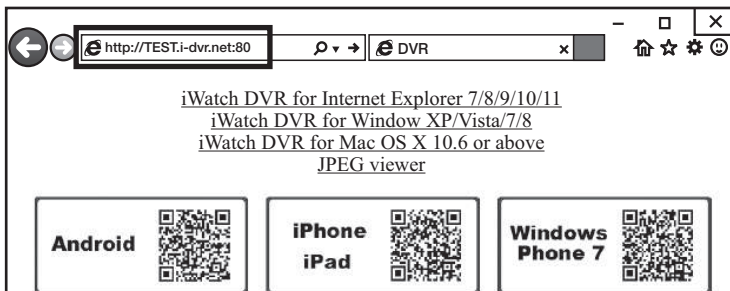 http://TEST.i-dvr.net:80
DVR
iWatch DVR for Internet Explorer 7/8/9/10/11
iWatch DVR for Window XP/Vista/7/8
iWatch DVR for Mac OS X 10.6 or above
JPEG viewer
Android
iPhone
iPad
Windows
Phone 7